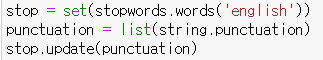 stop = set(stopwords.words('english'))
punctuation = list(string.punctuation)
stop.update(punctuation)